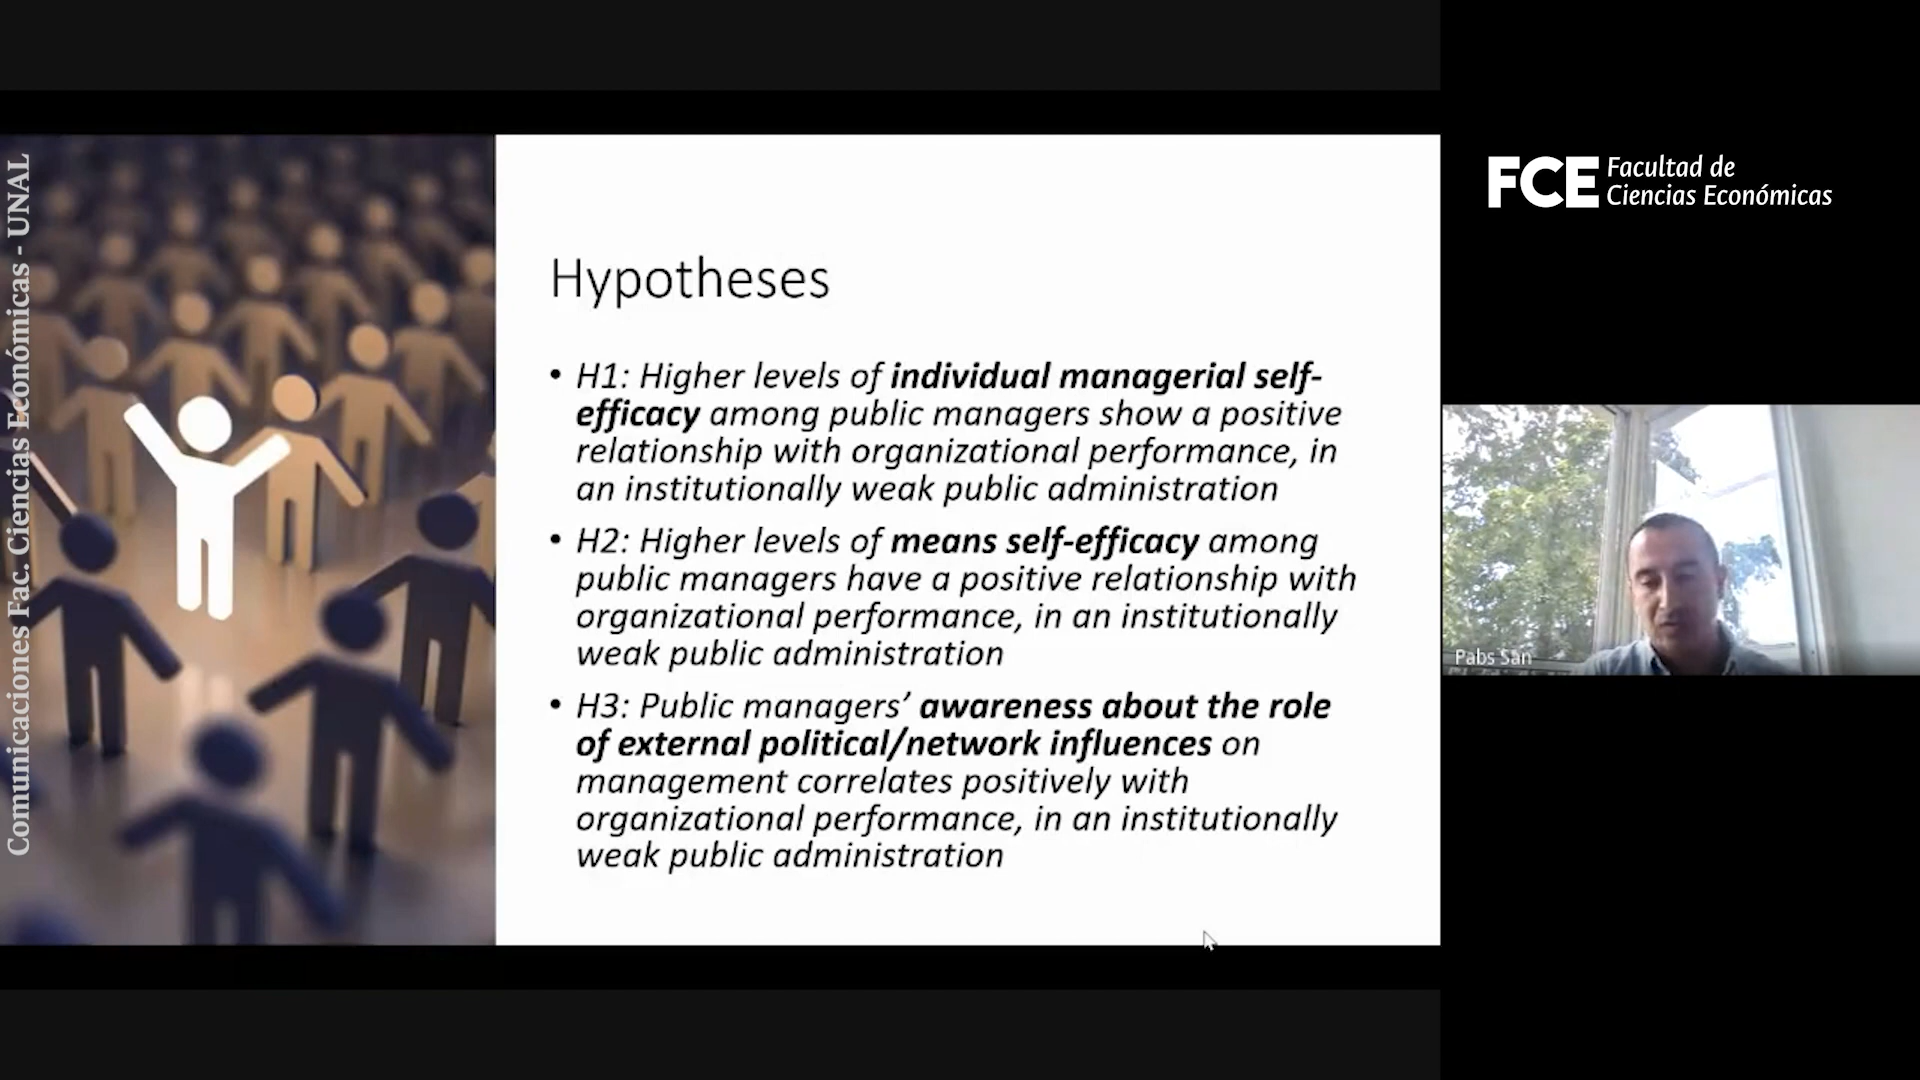 Comunicaciones Fac. Ciencias Económicas - UNAL
Hypotheses
• H1: Higher levels of individual managerial self-
efficacy among public managers show a positive
relationship with organizational performance, in
an institutionally weak public administration
• H2: Higher levels of means self-efficacy among
public managers have a positive relationship with
organizational performance, in an institutionally
weak public administration
• H3: Public managers’ awareness about the role
of external political/network influences on
management correlates positively with
organizational performance, in an institutionally
weak public administration
FCE Facultad de
Ciencias Económicas
Pabs San